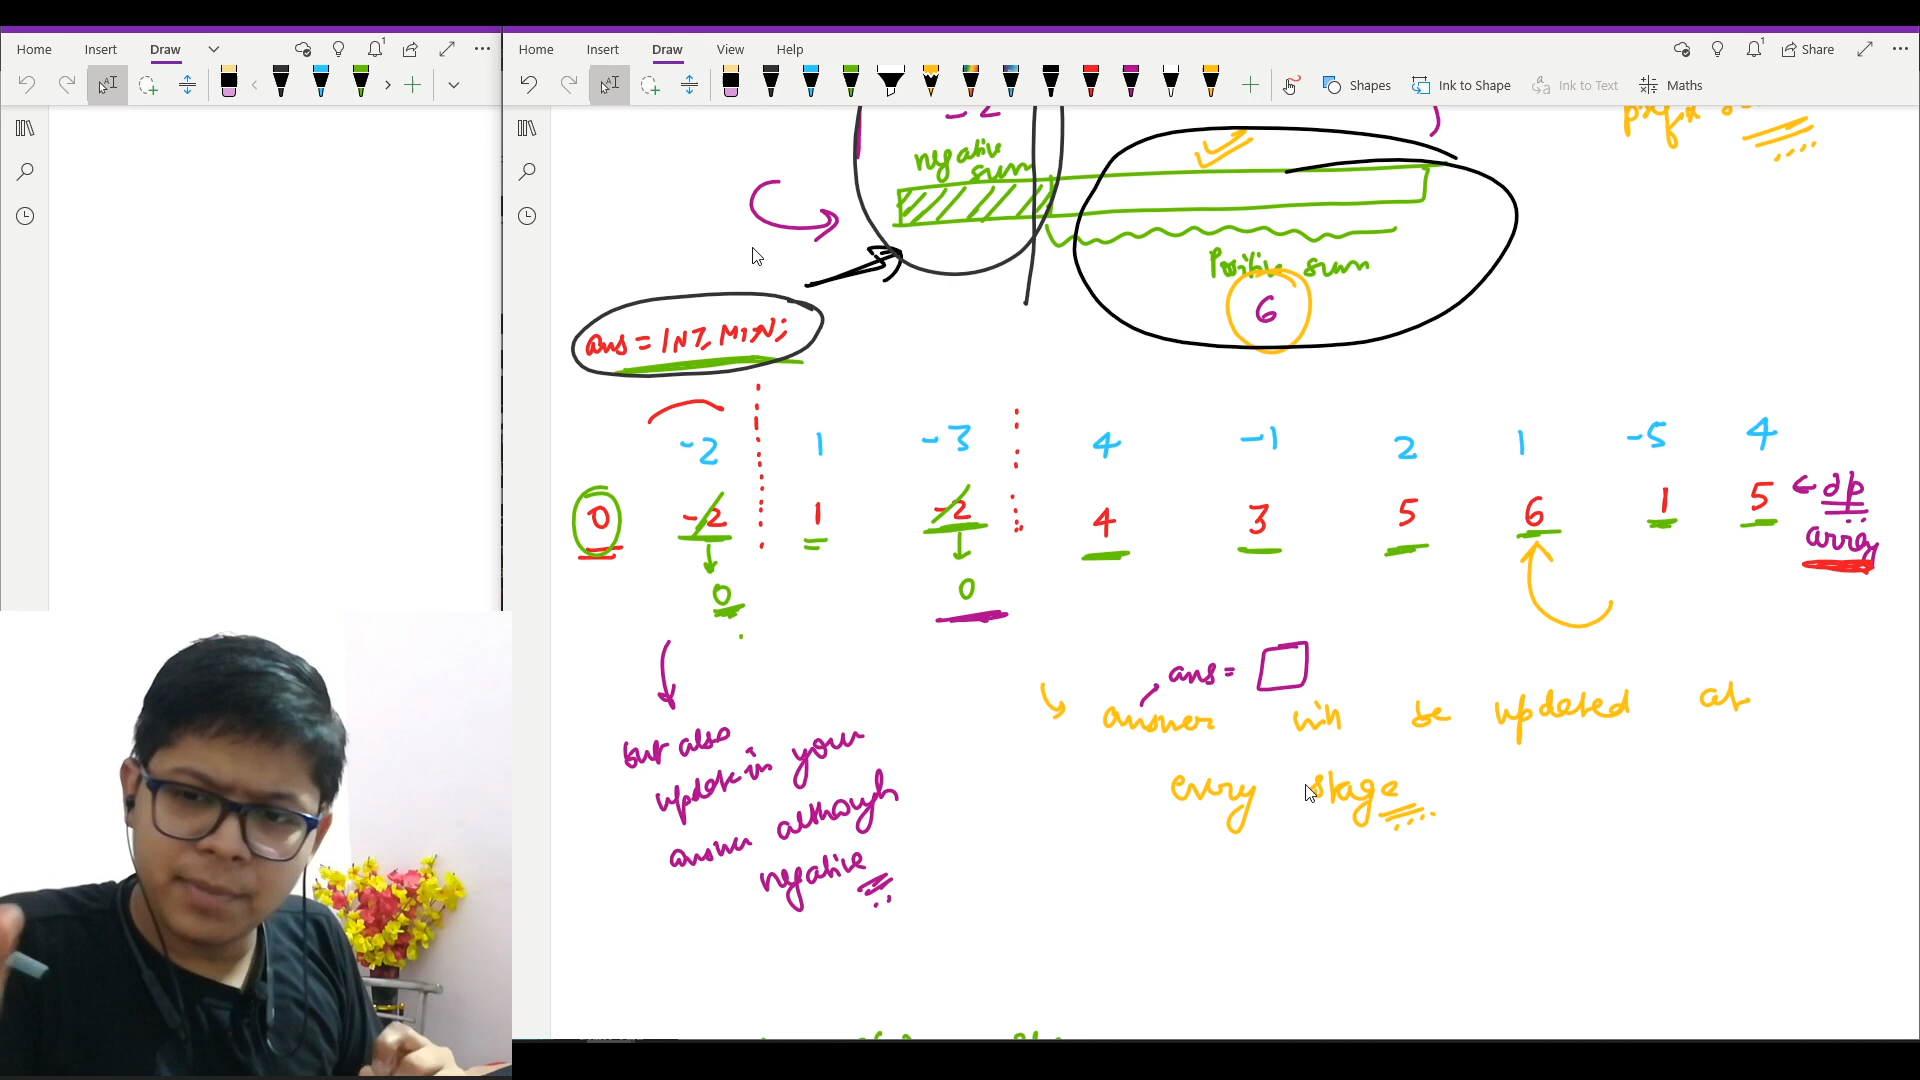 Home Insert Draw
Home Insert Draw View Help Share
Shapes Ink to Shape Ink to Text Maths
-2
negative
sum
Positive sum
6
ans = INT_MIN;
-2 1 -3 4 -1 2 1 -5 4
0 -2 1 -2 4 3 5 6 1 5 ← dp
array
0 0
ans =
answer will be updated at
every stage
but also
update in your
answer although
negative